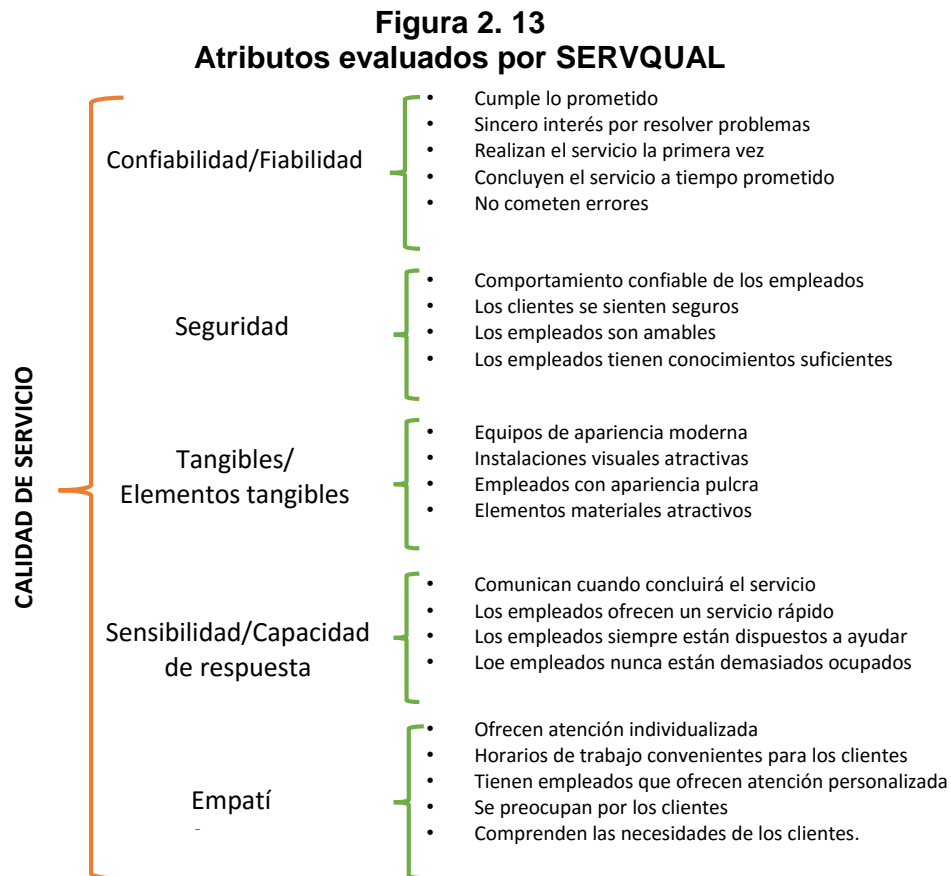 Figura 2. 13
Atributos evaluados por SERVQUAL
CALIDAD DE SERVICIO
Confiabilidad/Fiabilidad
• Cumple lo prometido
• Sincero interés por resolver problemas
• Realizan el servicio la primera vez
• Concluyen el servicio a tiempo prometido
• No cometen errores
Seguridad
• Comportamiento confiable de los empleados
• Los clientes se sienten seguros
• Los empleados son amables
• Los empleados tienen conocimientos suficientes
Tangibles/
Elementos tangibles
• Equipos de apariencia moderna
• Instalaciones visuales atractivas
• Empleados con apariencia pulcra
• Elementos materiales atractivos
Sensibilidad/Capacidad
de respuesta
• Comunican cuando concluirá el servicio
• Los empleados ofrecen un servicio rápido
• Los empleados siempre están dispuestos a ayudar
• Loe empleados nunca están demasiados ocupados
Empatí
• Ofrecen atención individualizada
• Horarios de trabajo convenientes para los clientes
• Tienen empleados que ofrecen atención personalizada
• Se preocupan por los clientes
• Comprenden las necesidades de los clientes.